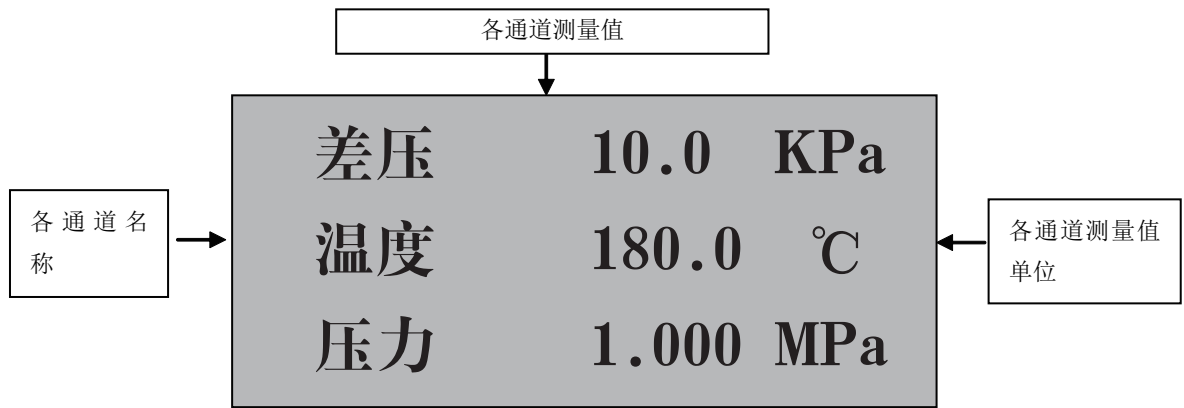 各通道测量值
差压 10.0 KPa
各通道名
称
温度 180.0 ℃
各通道测量值
单位
压力 1.000 MPa